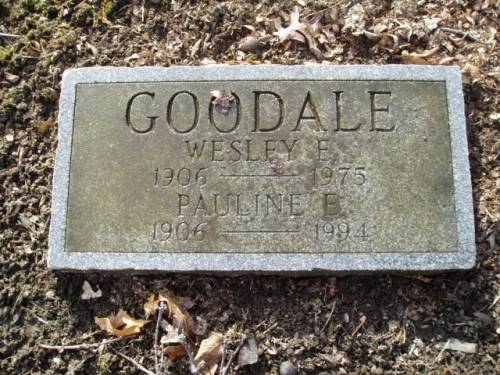 GOODALE
WESLEY E.
1906 — 1975
PAULINE E.
1906 — 1994